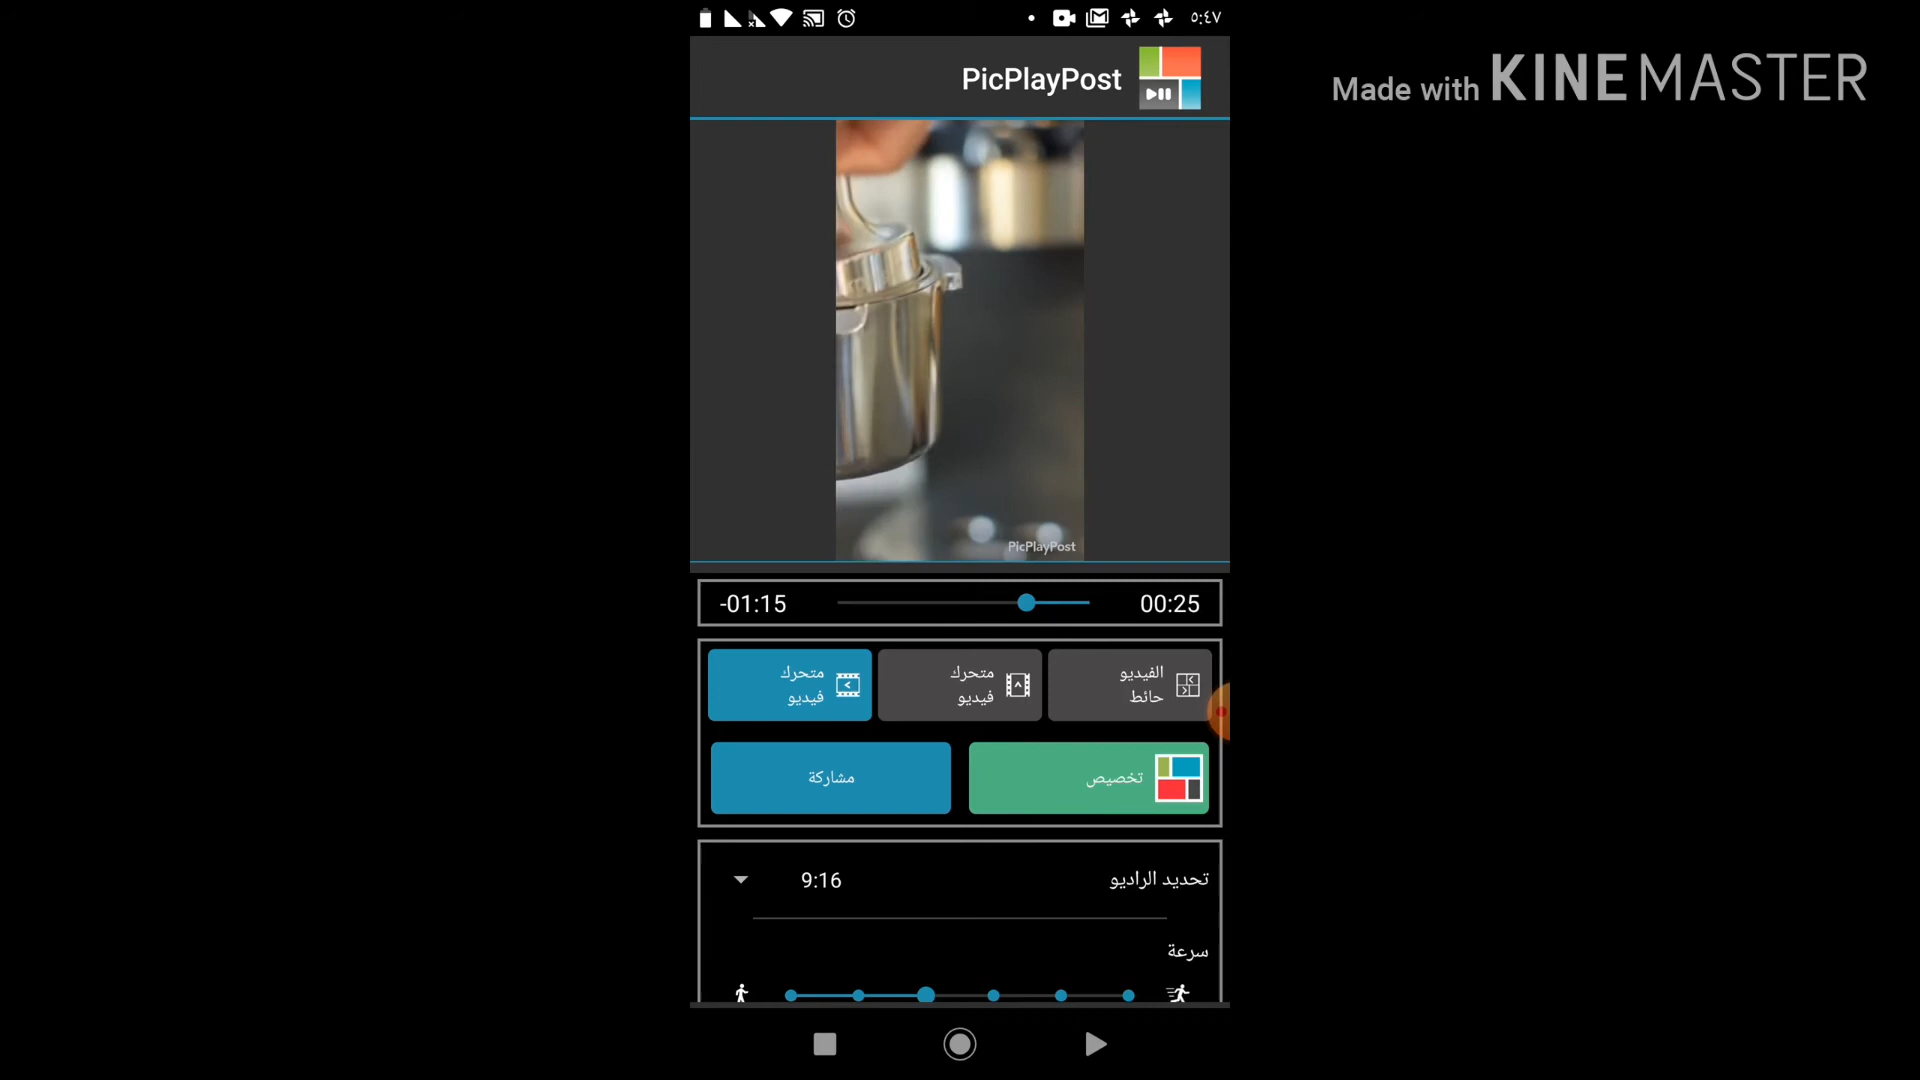 ٥:٤٧
PicPlayPost
Made with KINEMASTER
PicPlayPost
-01:15
00:25
الفيديو
حائط
متحرك
فيديو
متحرك
فيديو
تخصيص
مشاركة
تحديد الراديو
9:16
سرعة